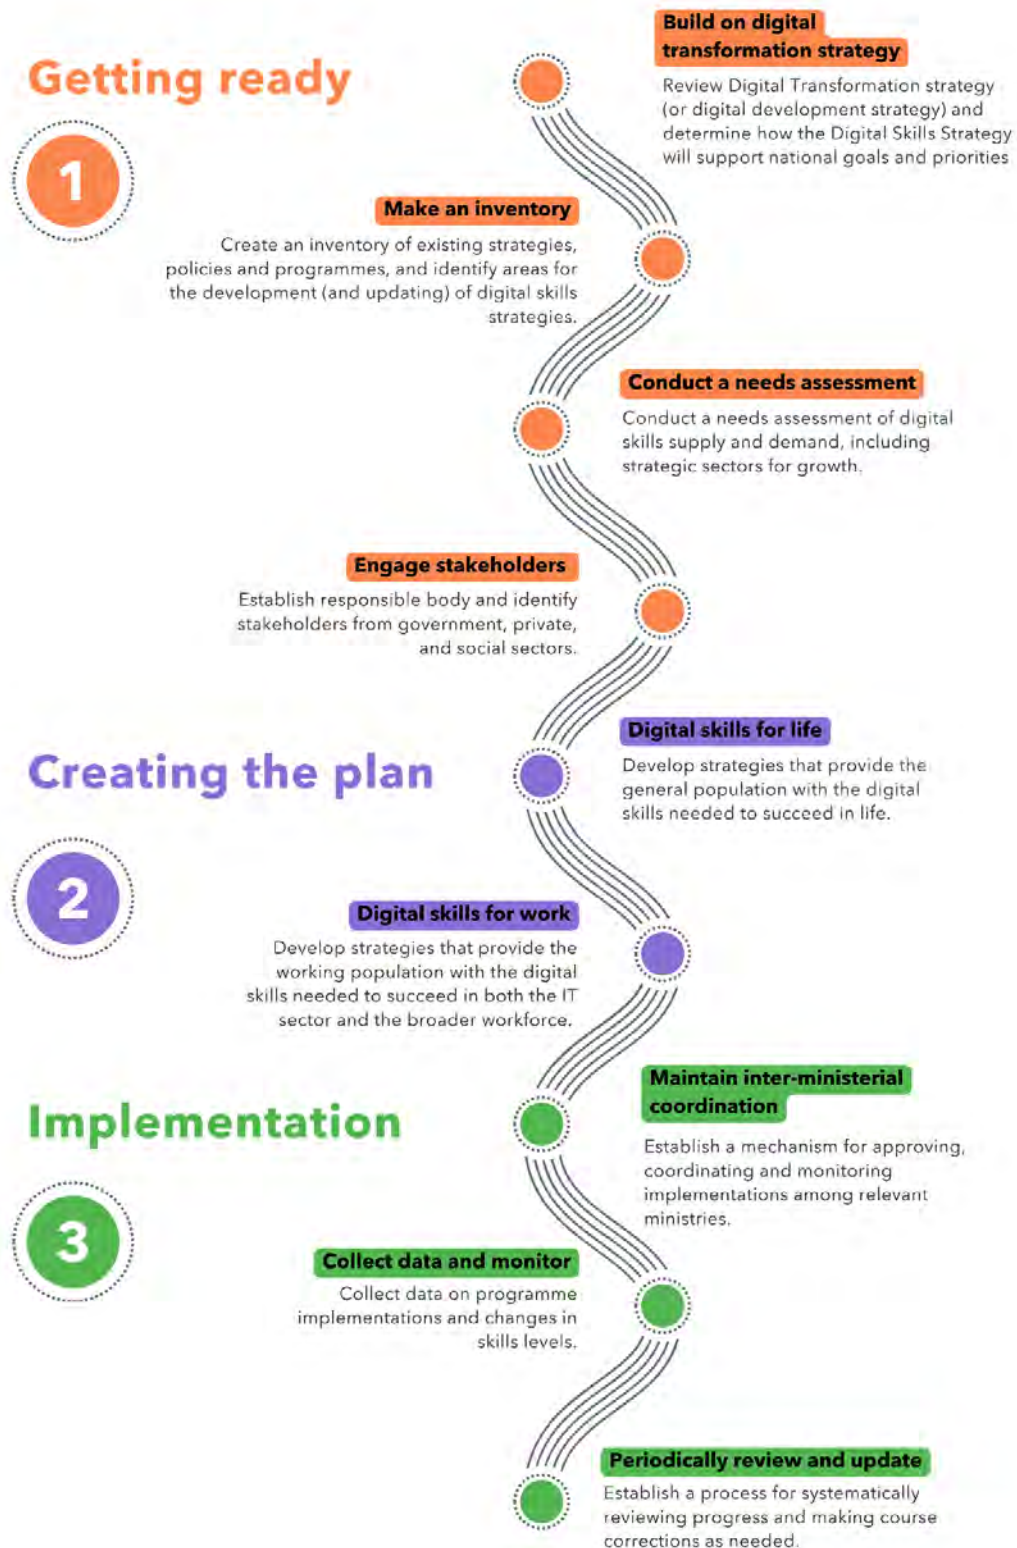 Getting ready
1
Build on digital
transformation strategy
Review Digital Transformation strategy
(or digital development strategy) and
determine how the Digital Skills Strategy
will support national goals and priorities
Make an inventory
Create an inventory of existing strategies,
policies and programmes, and identify areas for
the development (and updating) of digital skills
strategies.
Conduct a needs assessment
Conduct a needs assessment of digital
skills supply and demand, including
strategic sectors for growth.
Engage stakeholders
Establish responsible body and identify
stakeholders from government, private,
and social sectors.
Creating the plan
2
Digital skills for life
Develop strategies that provide the
general population with the digital
skills needed to succeed in life.
Digital skills for work
Develop strategies that provide the
working population with the digital
skills needed to succeed in both the IT
sector and the broader workforce.
Implementation
3
Maintain inter-ministerial
coordination
Establish a mechanism for approving,
coordinating and monitoring
implementations among relevant
ministries.
Collect data and monitor
Collect data on programme
implementations and changes in
skills levels.
Periodically review and update
Establish a process for systematically
reviewing progress and making course
corrections as needed.